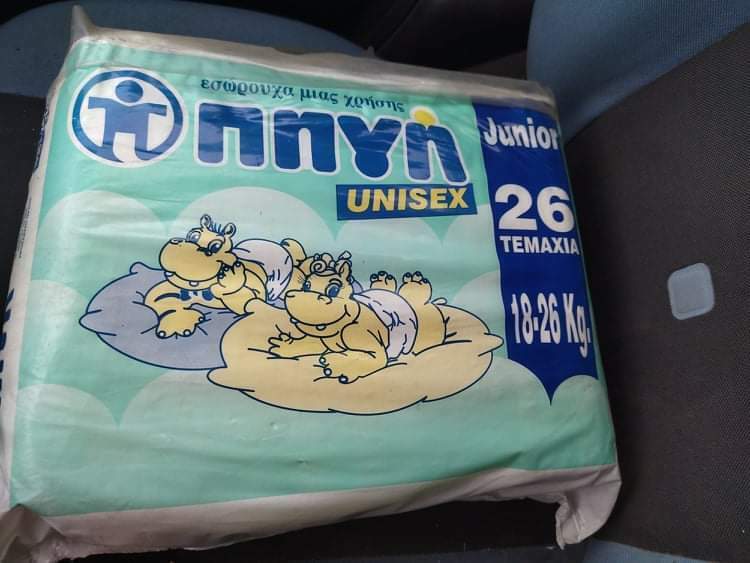 εσώρουχα μιας χρήσης
πηγή
UNISEX
Junior
26
ΤΕΜΑΧΙΑ
18-26 Kg.